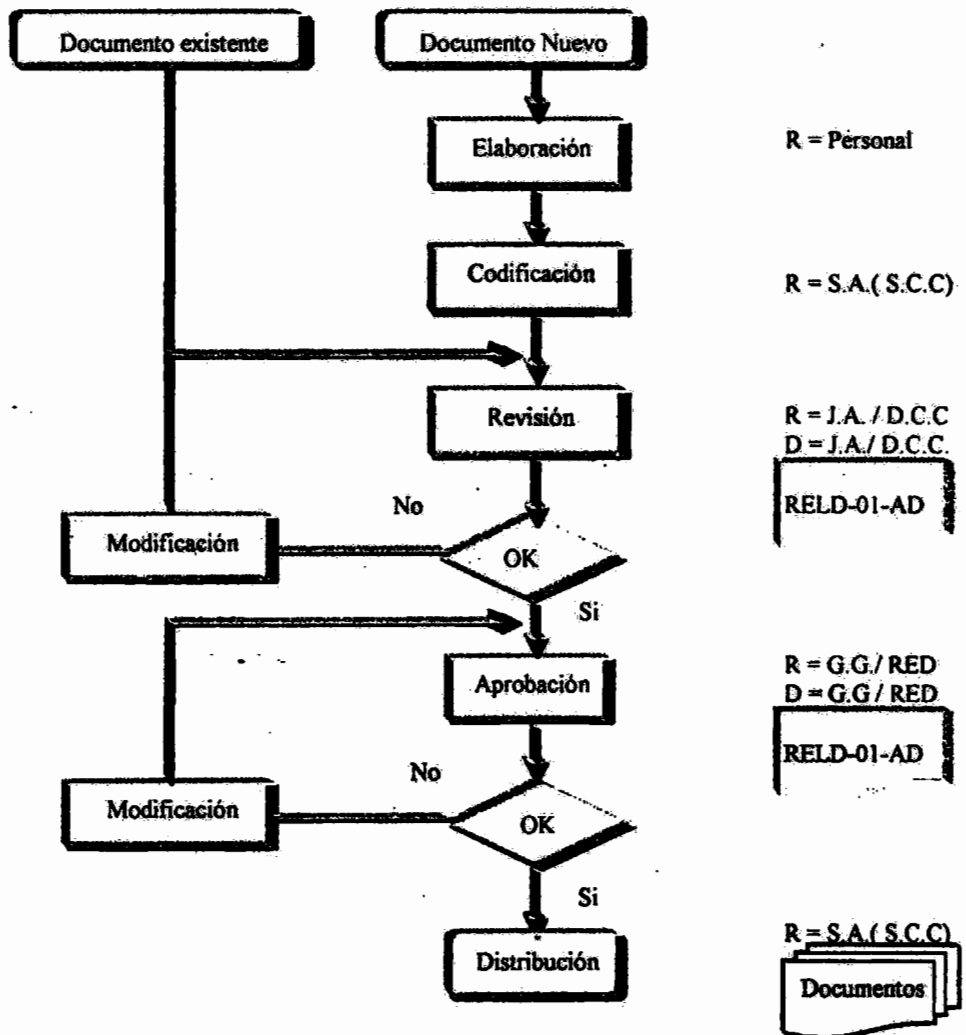 Documento existente
Documento Nuevo
Elaboración
R = Personal
Codificación
R = S.A.( S.C.C)
Revisión
R = J.A. / D.C.C
D = J.A./ D.C.C.
RELD-01-AD
No
Modificación
OK
Si
Aprobación
R = G.G./ RED
D = G.G / RED
RELD-01-AD
No
Modificación
OK
Si
Distribución
R = S.A.( S.C.C)
Documentos